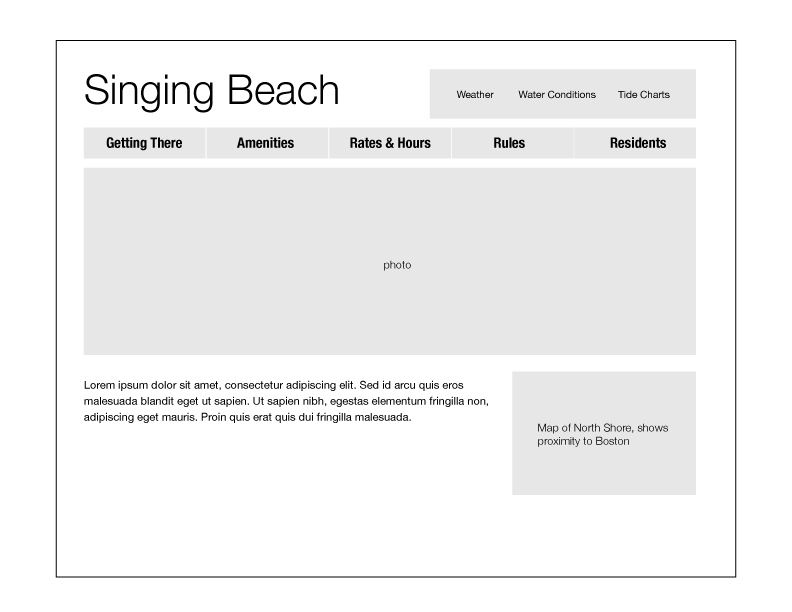 Singing Beach
Weather Water Conditions Tide Charts
Getting There Amenities Rates & Hours Rules Residents
photo
Lorem ipsum dolor sit amet, consectetur adipiscing elit. Sed id arcu quis eros
malesuada blandit eget ut sapien. Ut sapien nibh, egestas elementum fringilla non,
adipiscing eget mauris. Proin quis erat quis dui fringilla malesuada.
Map of North Shore, shows
proximity to Boston